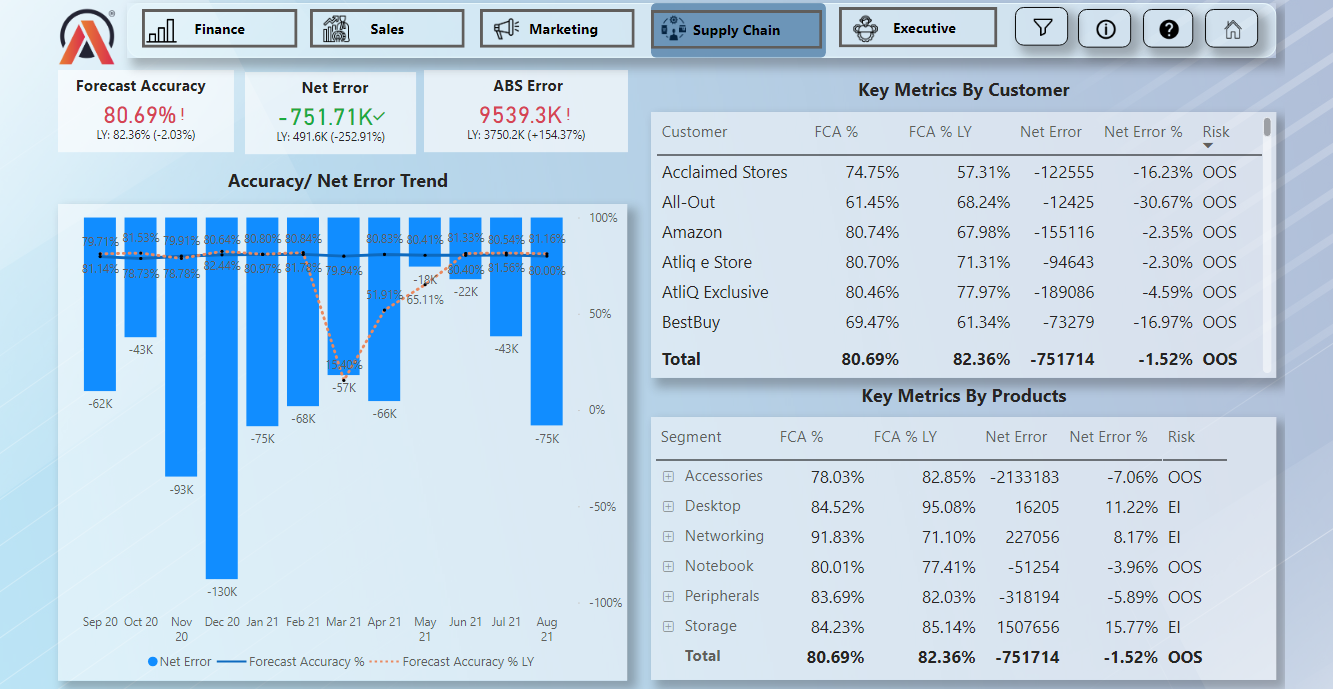 Finance Sales Marketing Supply Chain Executive
Forecast Accuracy
80.69%!
LY: 82.36% (-2.03%)
Net Error
-751.71K✓
LY: 491.6K (-252.91%)
ABS Error
9539.3K!
LY: 3750.2K (+154.37%)
Accuracy/ Net Error Trend
100%
50%
0%
-50%
-100%
79.71% 81.53% 79.91% 80.64% 80.80% 80.84% 80.83% 80.41% 81.33% 80.54% 81.16%
81.14% 78.73% 78.78% 82.44% 80.97% 81.73% 79.94% 80.40% 81.56% 80.00%
51.91% 65.11%
-62K
-43K
-93K
-130K
-75K
-68K
-57K
-66K
-18K
-22K
-43K
-75K
Sep 20 Oct 20 Nov 20 Dec 20 Jan 21 Feb 21 Mar 21 Apr 21 May 21 Jun 21 Jul 21 Aug 21
Net Error Forecast Accuracy % Forecast Accuracy % LY
Key Metrics By Customer
Customer FCA % FCA % LY Net Error Net Error % Risk
Acclaimed Stores 74.75% 57.31% -122555 -16.23% OOS
All-Out 61.45% 68.24% -12425 -30.67% OOS
Amazon 80.74% 67.98% -155116 -2.35% OOS
Atliq e Store 80.70% 71.31% -94643 -2.30% OOS
AtliQ Exclusive 80.46% 77.97% -189086 -4.59% OOS
BestBuy 69.47% 61.34% -73279 -16.97% OOS
Total 80.69% 82.36% -751714 -1.52% OOS
Key Metrics By Products
Segment FCA % FCA % LY Net Error Net Error % Risk
Accessories 78.03% 82.85% -2133183 -7.06% OOS
Desktop 84.52% 95.08% 16205 11.22% EI
Networking 91.83% 71.10% 227056 8.17% EI
Notebook 80.01% 77.41% -51254 -3.96% OOS
Peripherals 83.69% 82.03% -318194 -5.89% OOS
Storage 84.23% 85.14% 1507656 15.77% EI
Total 80.69% 82.36% -751714 -1.52% OOS